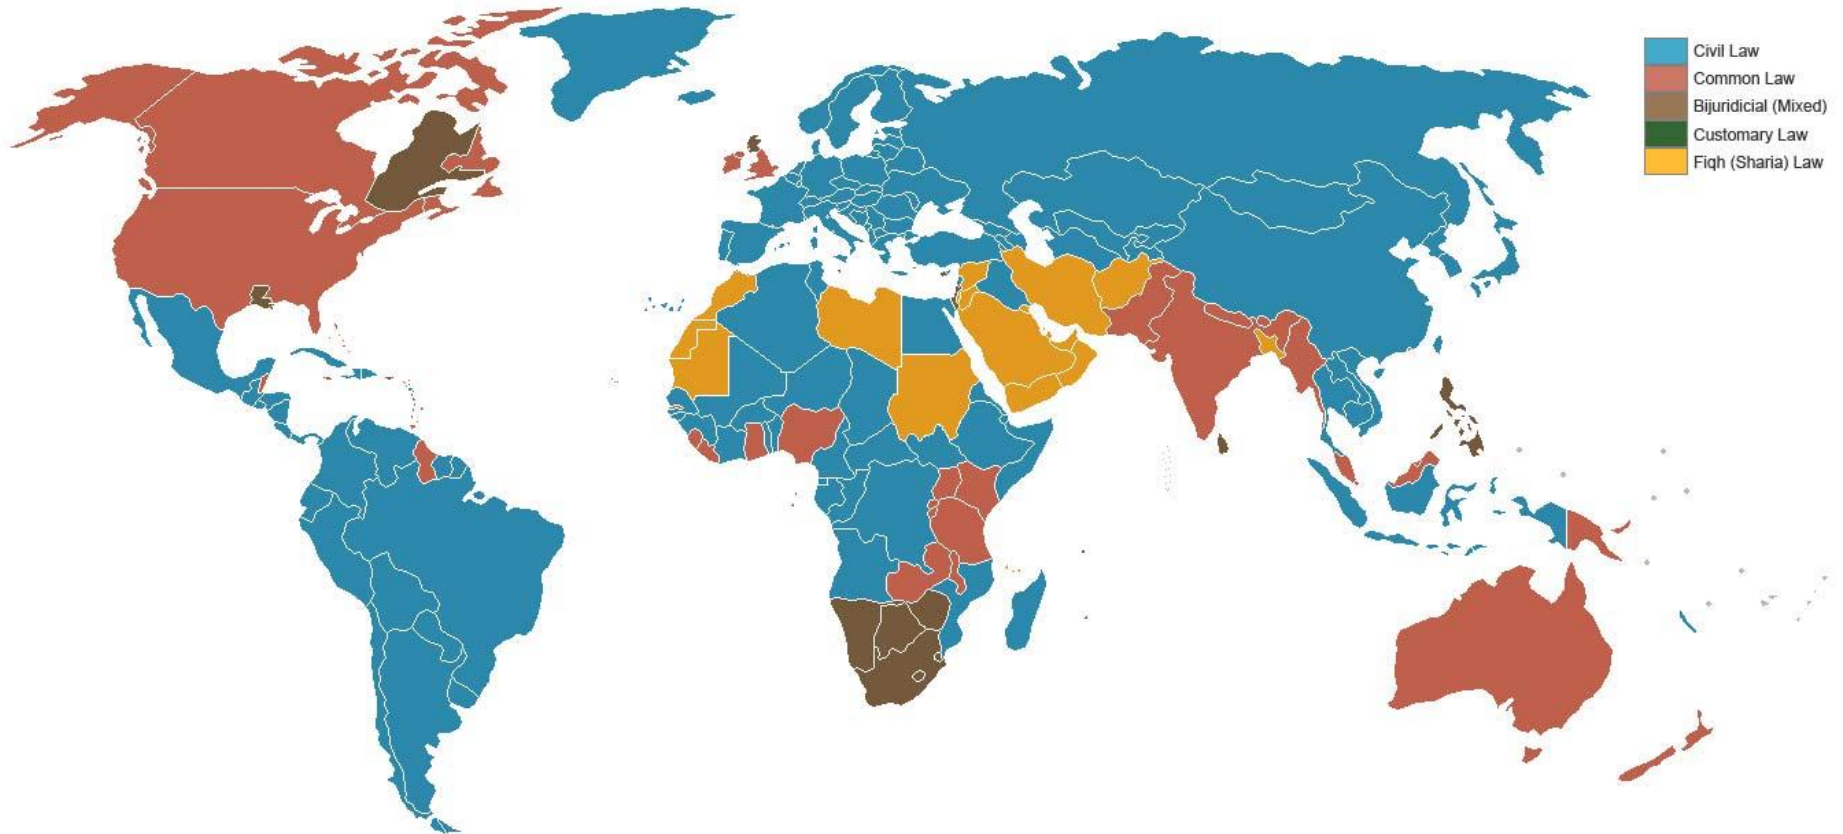 Civil Law
Common Law
Bijuridicial (Mixed)
Customary Law
Fiqh (Sharia) Law